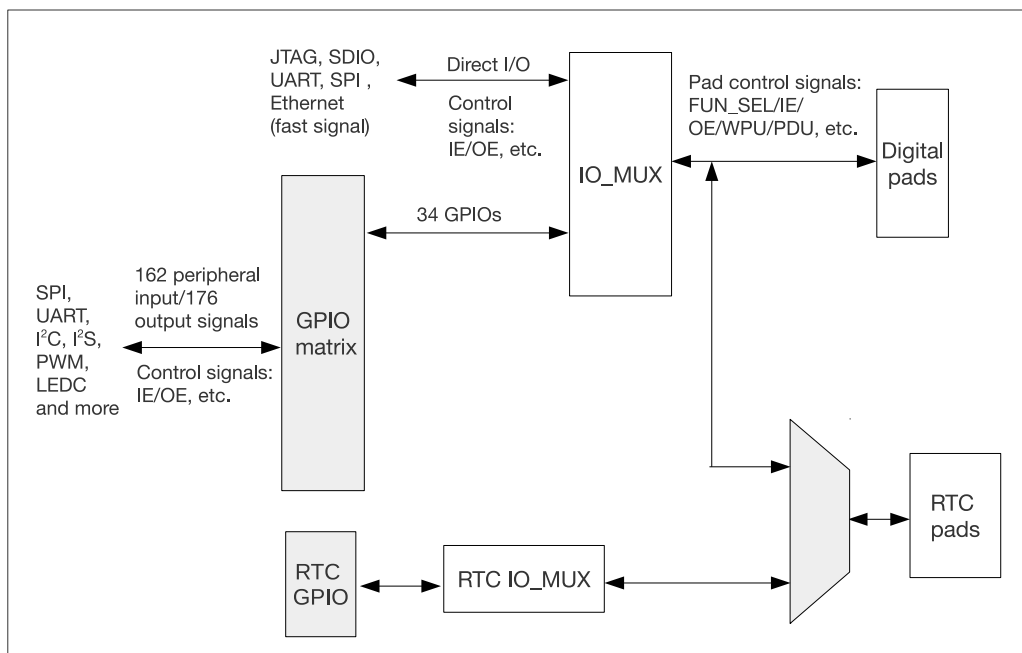 JTAG, SDIO,
UART, SPI ,
Ethernet
(fast signal)
Direct I/O
Control
signals:
IE/OE, etc.
IO_MUX
Pad control signals:
FUN_SEL/IE/
OE/WPU/PDU, etc.
Digital
pads
34 GPIOs
SPI,
UART,
I²C, I²S,
PWM,
LEDC
and more
162 peripheral
input/176
output signals
Control signals:
IE/OE, etc.
GPIO
matrix
RTC
GPIO
RTC IO_MUX
RTC
pads